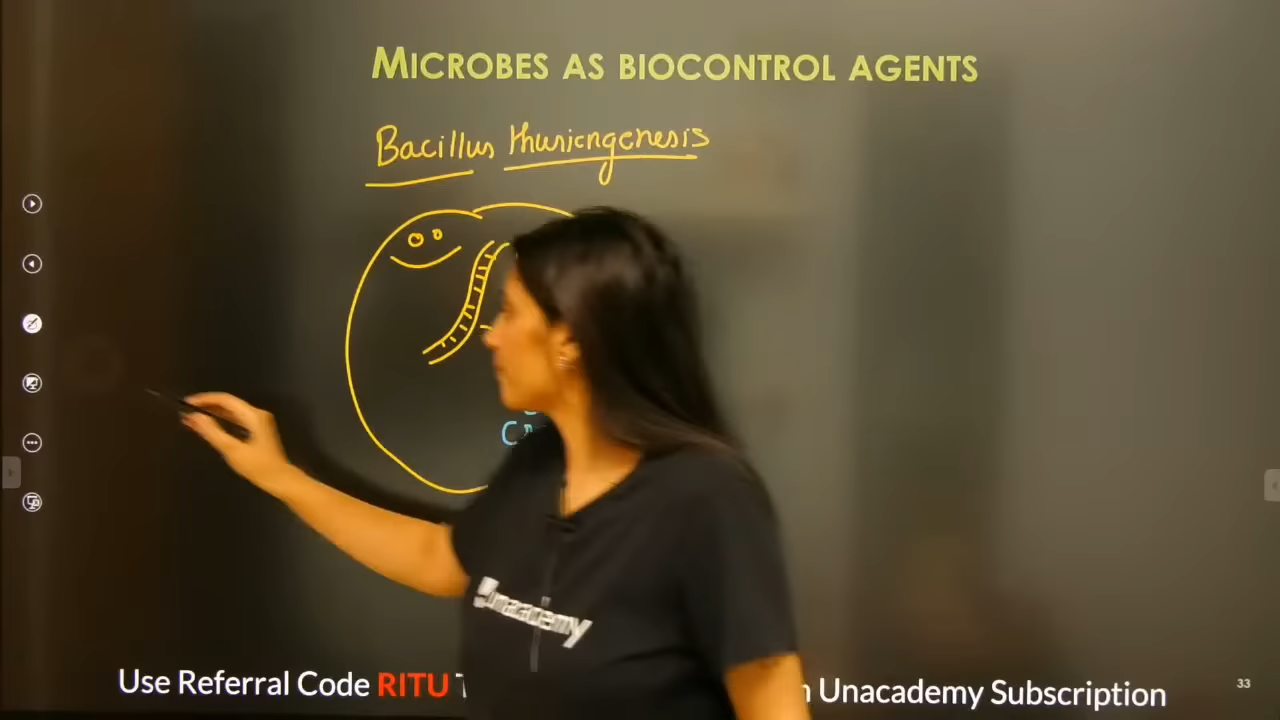 MICROBES AS BIOCONTROL AGENTS
Bacillus thuriengenesis
unacademy
Use Referral Code RITU
Unacademy Subscription
33